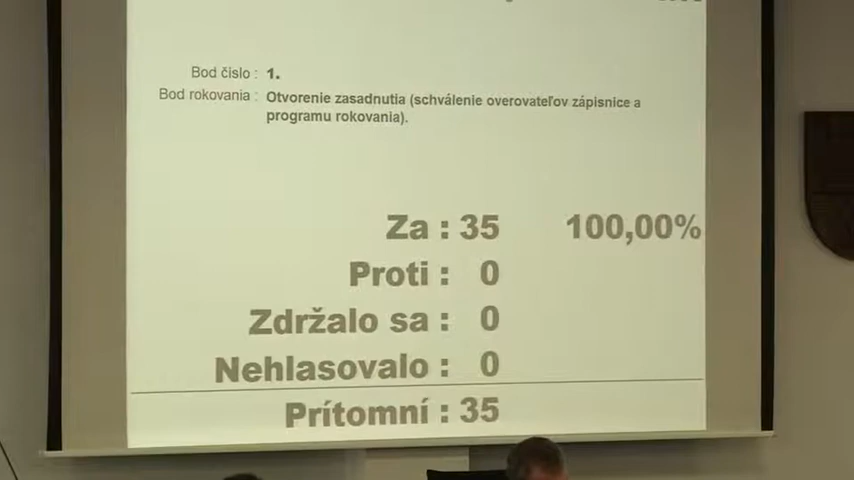 Bod číslo : 1.
Bod rokovania : Otvorenie zasadnutia (schválenie overovateľov zápisnice a
programu rokovania).
Za : 35 100,00%
Proti : 0
Zdržalo sa : 0
Nehlasovalo : 0
Prítomní : 35